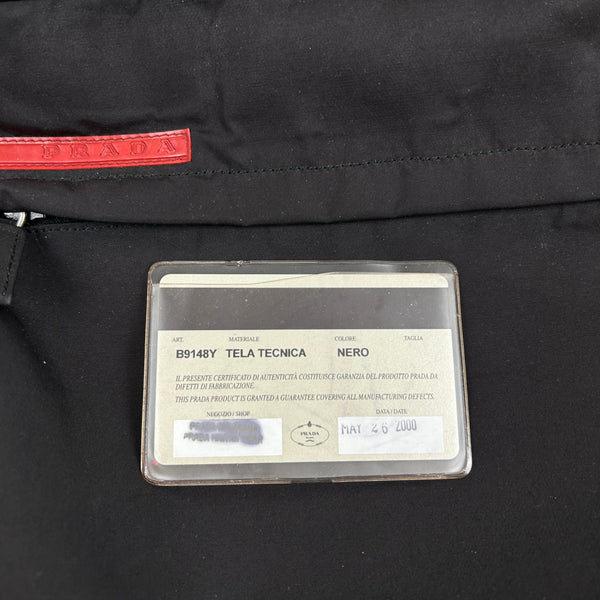 PRADA
ART. MATERIALE COLORE TAGLIA
B9148Y TELA TECNICA NERO
IL PRESENTE CERTIFICATO DI AUTENTICITÀ COSTITUISCE GARANZIA DEL PRODOTTO PRADA DA
DIFETTI DI FABBRICAZIONE.
THIS PRADA PRODUCT IS GRANTED A GUARANTEE COVERING ALL MANUFACTURING DEFECTS.
NEGOZIO / SHOP DATA / DATE
PRADA
PRADA
MAY 26 2000